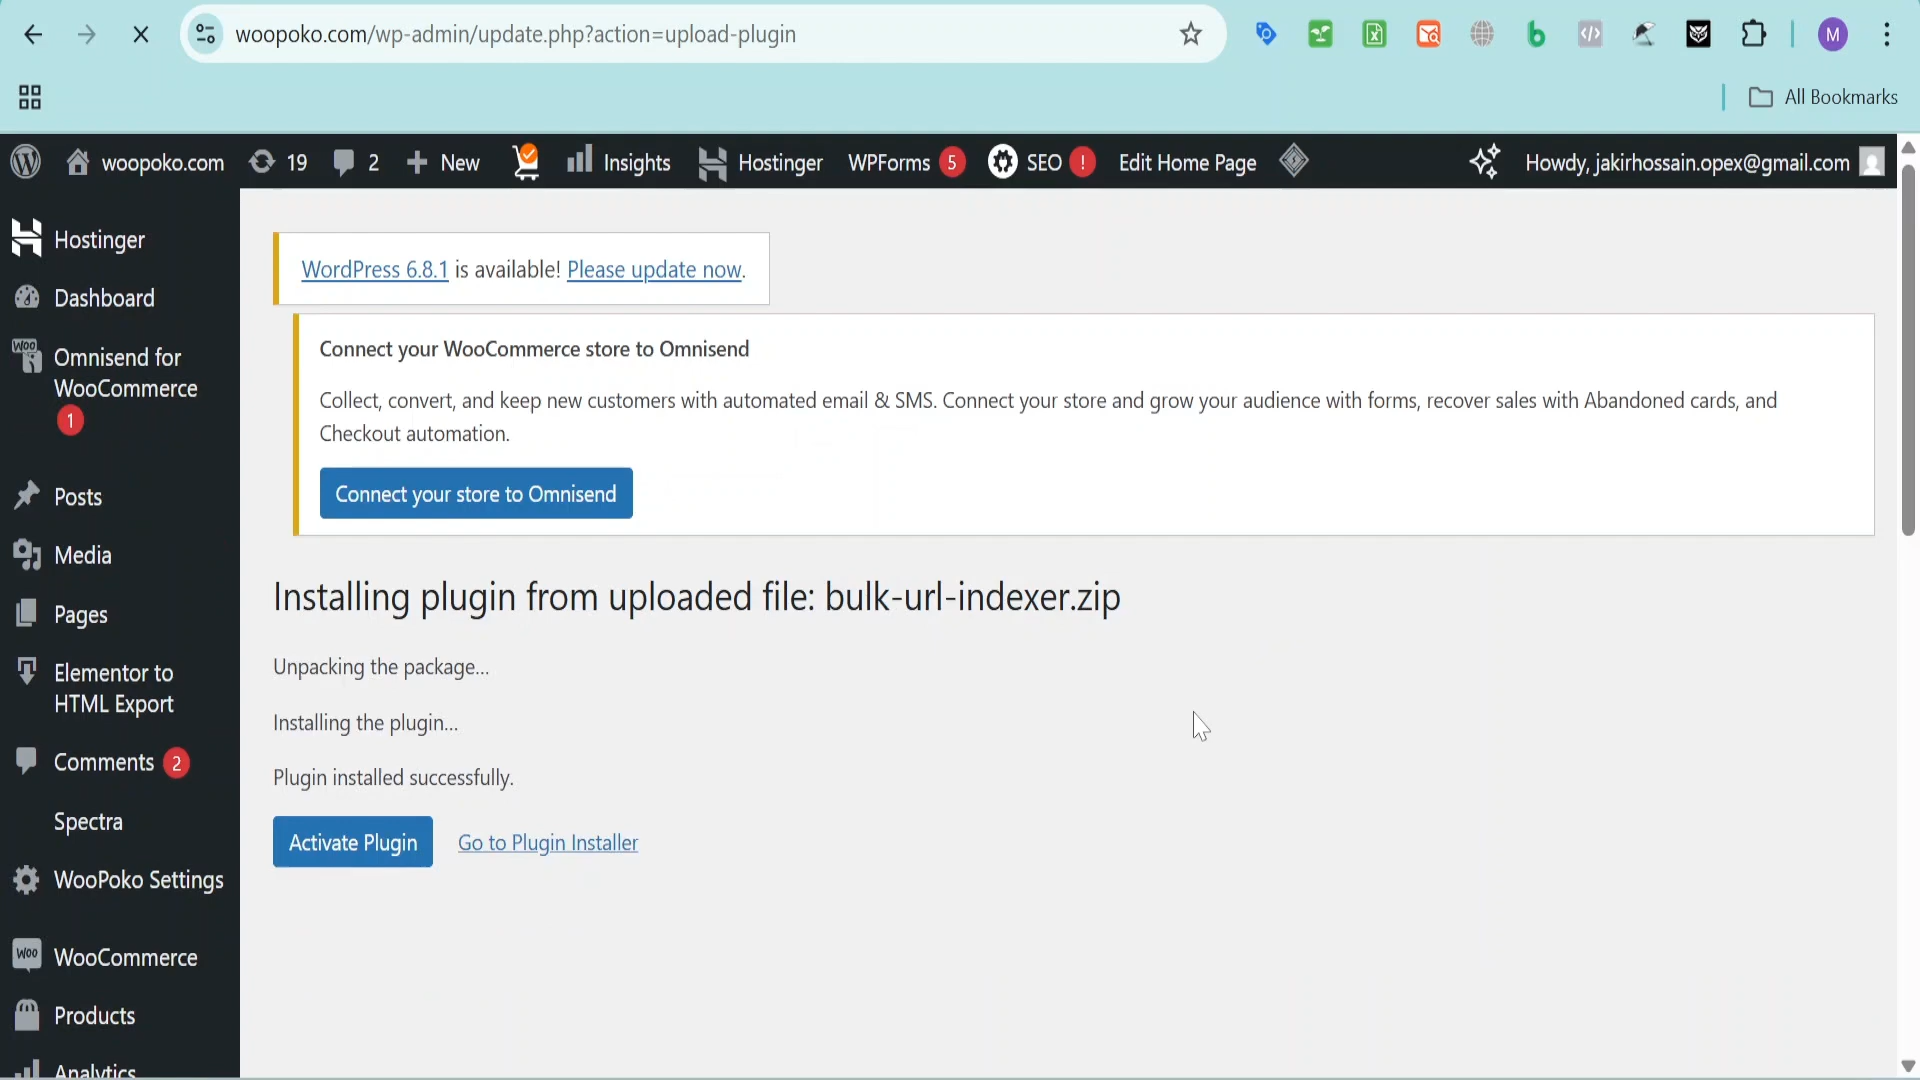 woopoko.com/wp-admin/update.php?action=upload-plugin
All Bookmarks
woopoko.com 19 2 New Insights Hostinger WPForms 5 SEO ! Edit Home Page Howdy, jakirhossain.opex@gmail.com
M
Hostinger
Dashboard
Omnisend for
WooCommerce
1
Posts
Media
Pages
Elementor to
HTML Export
Comments 2
Spectra
WooPoko Settings
WooCommerce
Products
Analytics
WordPress 6.8.1 is available! Please update now.
Connect your WooCommerce store to Omnisend
Collect, convert, and keep new customers with automated email & SMS. Connect your store and grow your audience with forms, recover sales with Abandoned cards, and
Checkout automation.
Connect your store to Omnisend
Installing plugin from uploaded file: bulk-url-indexer.zip
Unpacking the package…
Installing the plugin…
Plugin installed successfully.
Activate Plugin Go to Plugin Installer